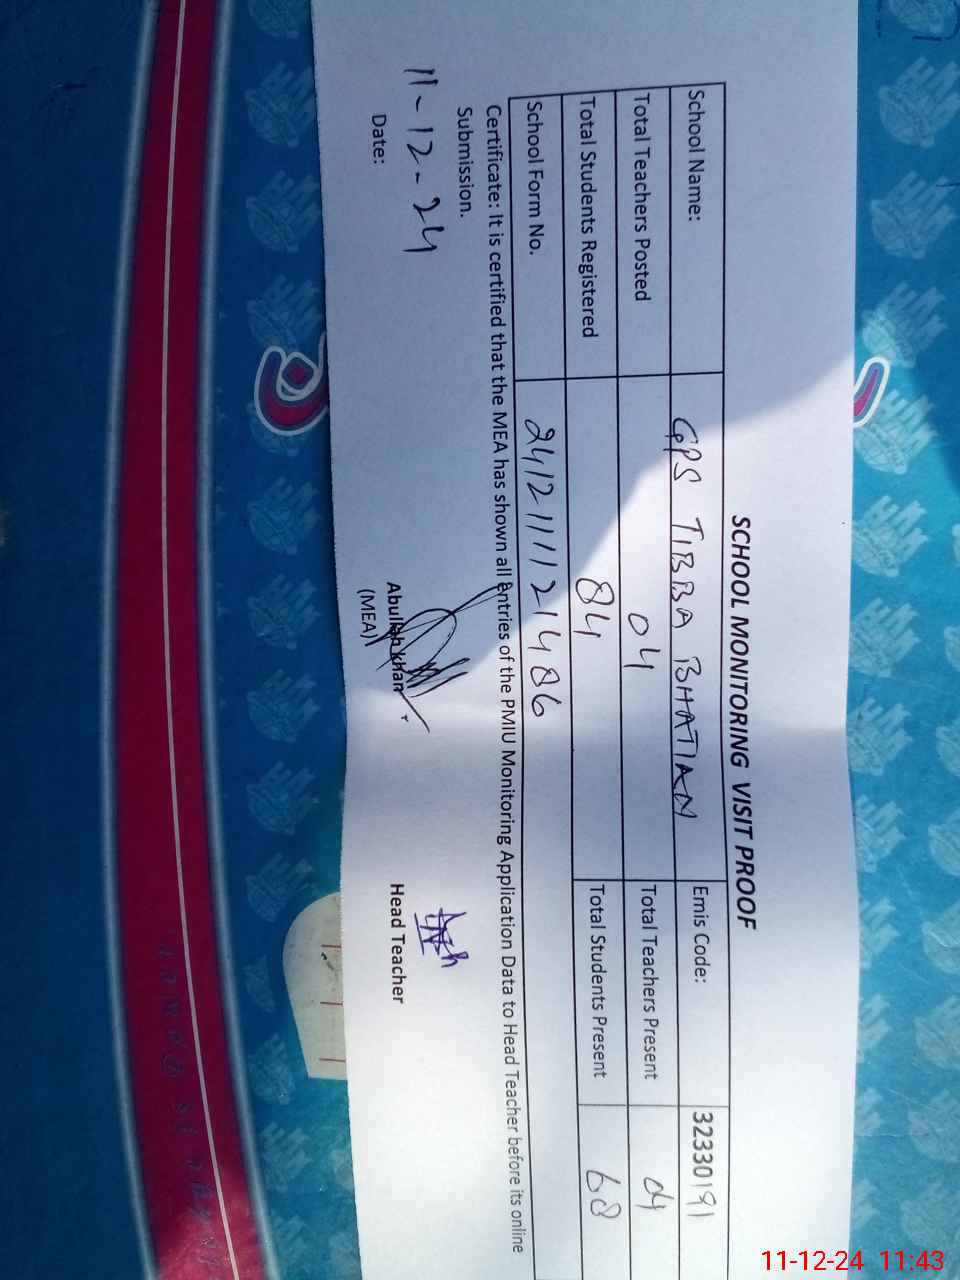 SCHOOL MONITORING VISIT PROOF
School Name: GPS TIBBA BHATIAN Emis Code: 32330191
Total Teachers Posted 04 Total Teachers Present 04
Total Students Registered 84 Total Students Present 68
School Form No. 2412111121486
Certificate: It is certified that the MEA has shown all entries of the PMIU Monitoring Application Data to Head Teacher before its online
Submission.
11-12-24
Date:
Abullah khan
(MEA)
Head Teacher
11-12-24 11:43